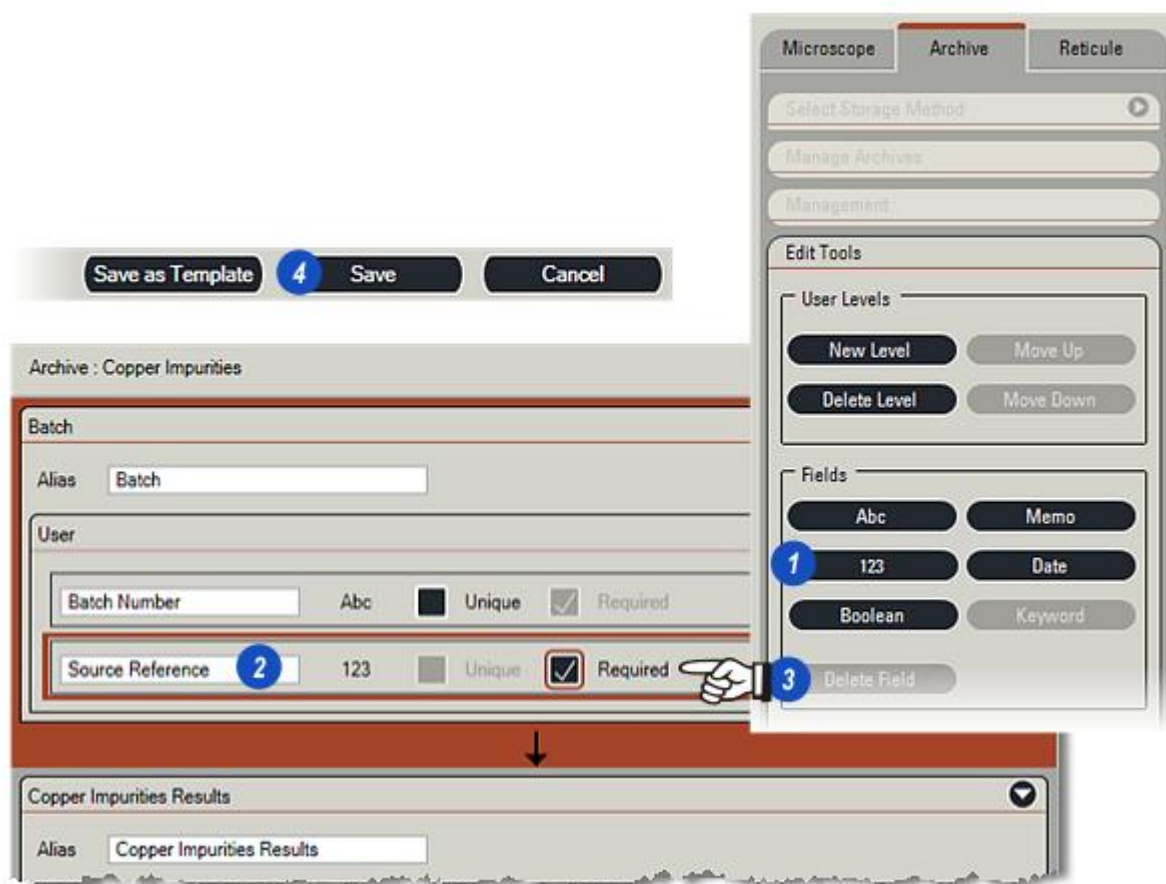 Microscope Archive Reticule
Select Storage Method
Manage Archives
Management
Edit Tools
User Levels
New Level Move Up
Delete Level Move Down
Fields
Abc Memo
1 123 Date
Boolean Keyword
3 Delete Field
Save as Template 4 Save Cancel
Archive : Copper Impurities
Batch
Alias Batch
User
Batch Number Abc Unique Required
Source Reference 2 123 Unique Required
Copper Impurities Results
Alias Copper Impurities Results